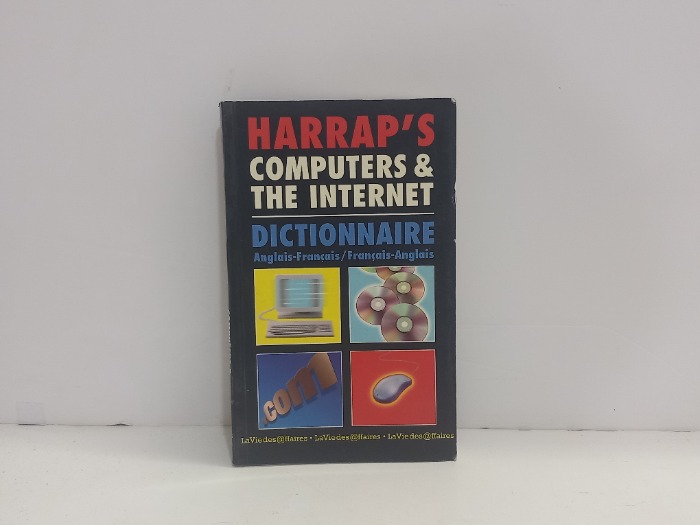 HARRAP'S
COMPUTERS &
THE INTERNET
DICTIONNAIRE
Anglais-Français/Français-Anglais
.com
LaViedes@ffaires • LaViedes@ffaires • LaViedes@ffaires